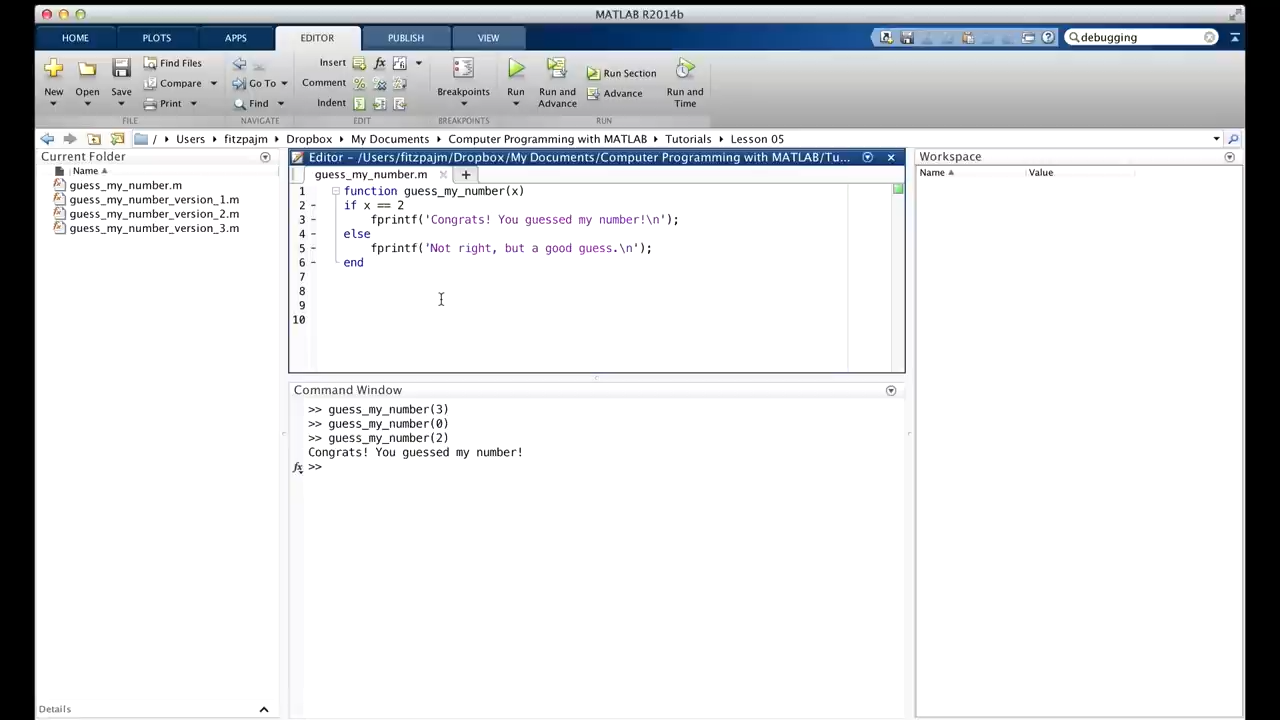 MATLAB R2014b
HOME PLOTS APPS EDITOR PUBLISH VIEW debugging
New Open Save Find Files Compare Print Go To Find Insert Comment Indent Breakpoints Run Run and Advance Run Section Advance Run and Time
FILE NAVIGATE EDIT BREAKPOINTS RUN
/ Users fitzpajm Dropbox My Documents Computer Programming with MATLAB Tutorials Lesson 05
Current Folder
Name
guess_my_number.m
guess_my_number_version_1.m
guess_my_number_version_2.m
guess_my_number_version_3.m
Details
Editor – /Users/fitzpajm/Dropbox/My Documents/Computer Programming with MATLAB/Tu...
guess_my_number.m
1 function guess_my_number(x)
2 – if x == 2
3 – fprintf('Congrats! You guessed my number!\n');
4 – else
5 – fprintf('Not right, but a good guess.\n');
6 – end
7
8
9
10
Command Window
>> guess_my_number(3)
>> guess_my_number(0)
>> guess_my_number(2)
Congrats! You guessed my number!
fx >>
Workspace
Name Value